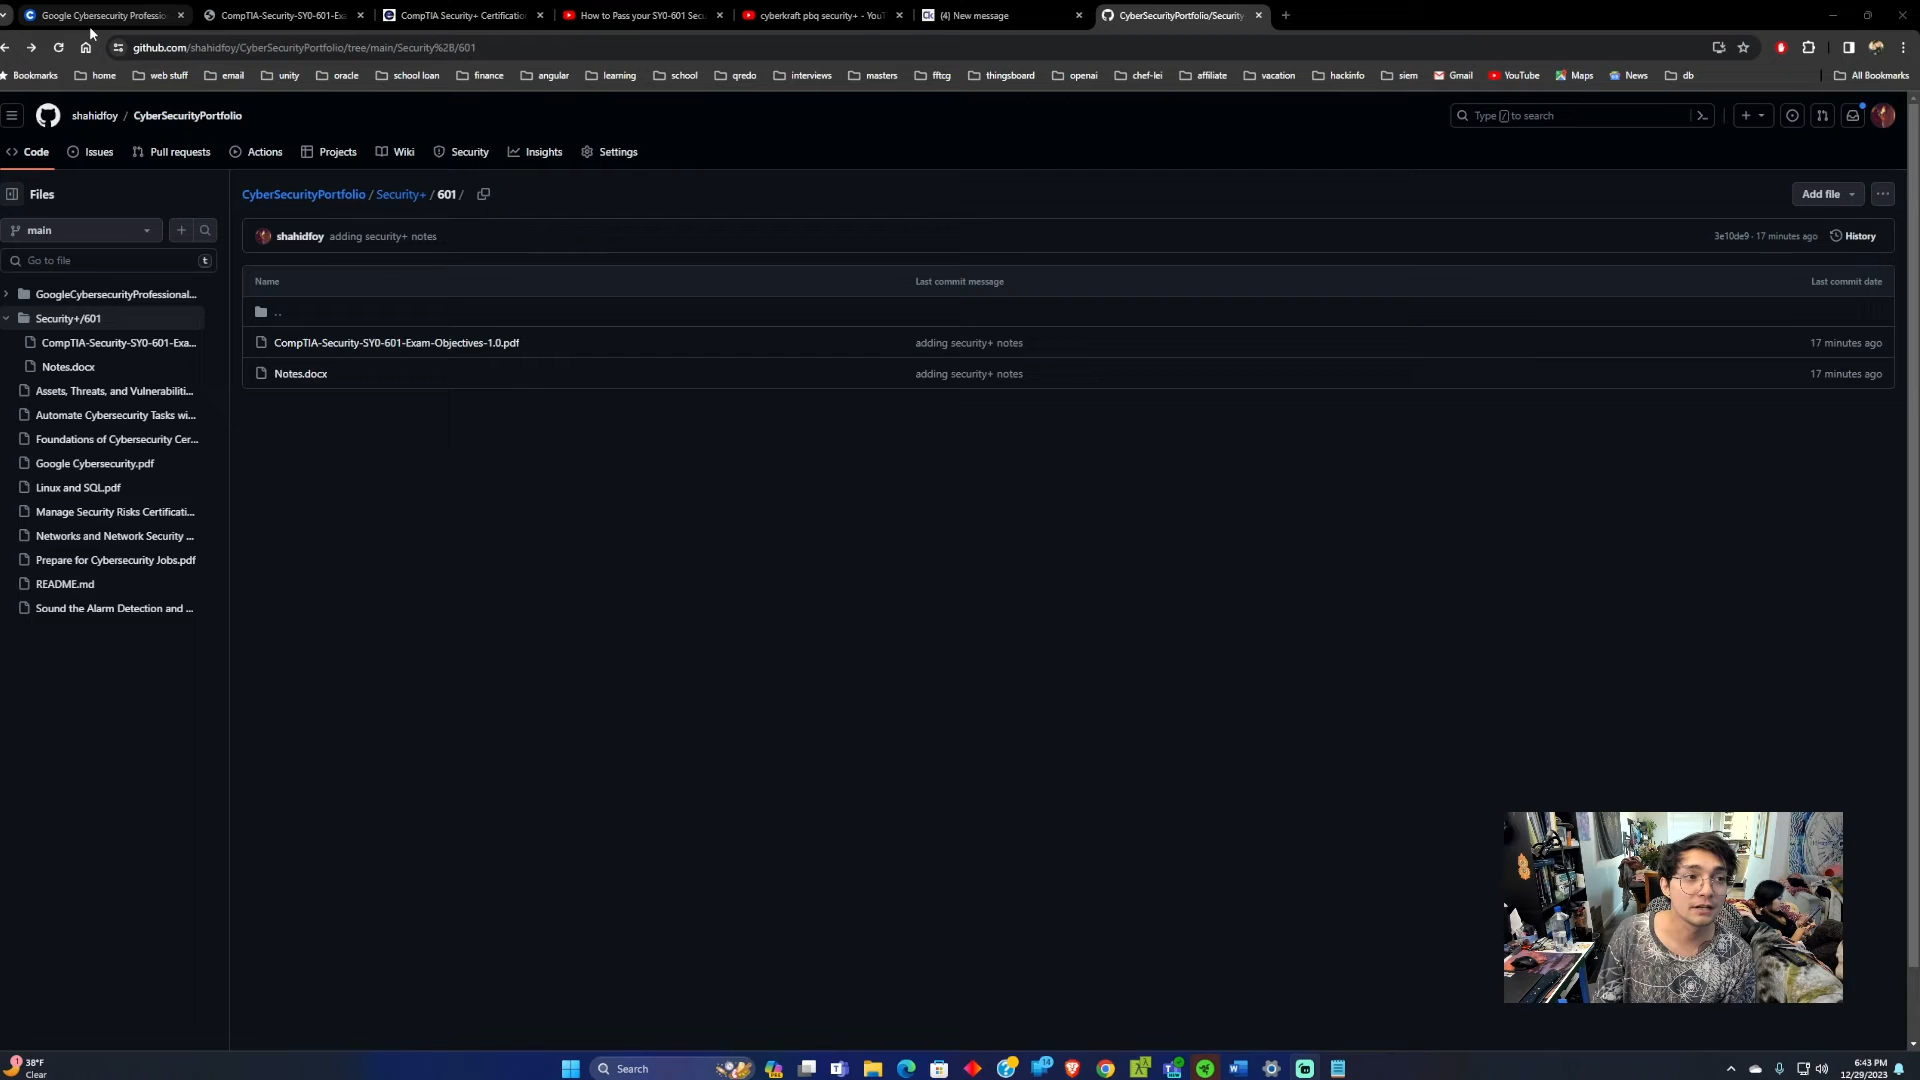 Google Cybersecurity Professio
CompTIA-Security-SY0-601-Exa
CompTIA Security+ Certification
How to Pass your SY0-601 Secu
cyberkraft pbq security+ - YouT
Ck
(4) New message
CyberSecurityPortfolio/Security
github.com/shahidfoy/CyberSecurityPortfolio/tree/main/Security%2B/601
Bookmarks
home
web stuff
email
unity
oracle
school loan
finance
angular
learning
school
qredo
interviews
masters
fftcg
thingsboard
openai
chef-lei
affiliate
vacation
hackinfo
siem
Gmail
YouTube
Maps
News
db
All Bookmarks
shahidfoy / CyberSecurityPortfolio
Type / to search
Code
Issues
Pull requests
Actions
Projects
Wiki
Security
Insights
Settings
Files
CyberSecurityPortfolio / Security+ / 601 /
Add file
main
shahidfoy adding security+ notes
3e10de9 · 17 minutes ago
History
Go to file
t
Name
Last commit message
Last commit date
..
CompTIA-Security-SY0-601-Exam-Objectives-1.0.pdf
adding security+ notes
17 minutes ago
Notes.docx
adding security+ notes
17 minutes ago
GoogleCybersecurityProfessional...
Security+/601
CompTIA-Security-SY0-601-Exa...
Notes.docx
Assets, Threats, and Vulnerabiliti...
Automate Cybersecurity Tasks wi...
Foundations of Cybersecurity Cer...
Google Cybersecurity.pdf
Linux and SQL.pdf
Manage Security Risks Certificati...
Networks and Network Security ...
Prepare for Cybersecurity Jobs.pdf
README.md
Sound the Alarm Detection and ...
1
38°F
Clear
Search
14
6:43 PM
12/29/2023